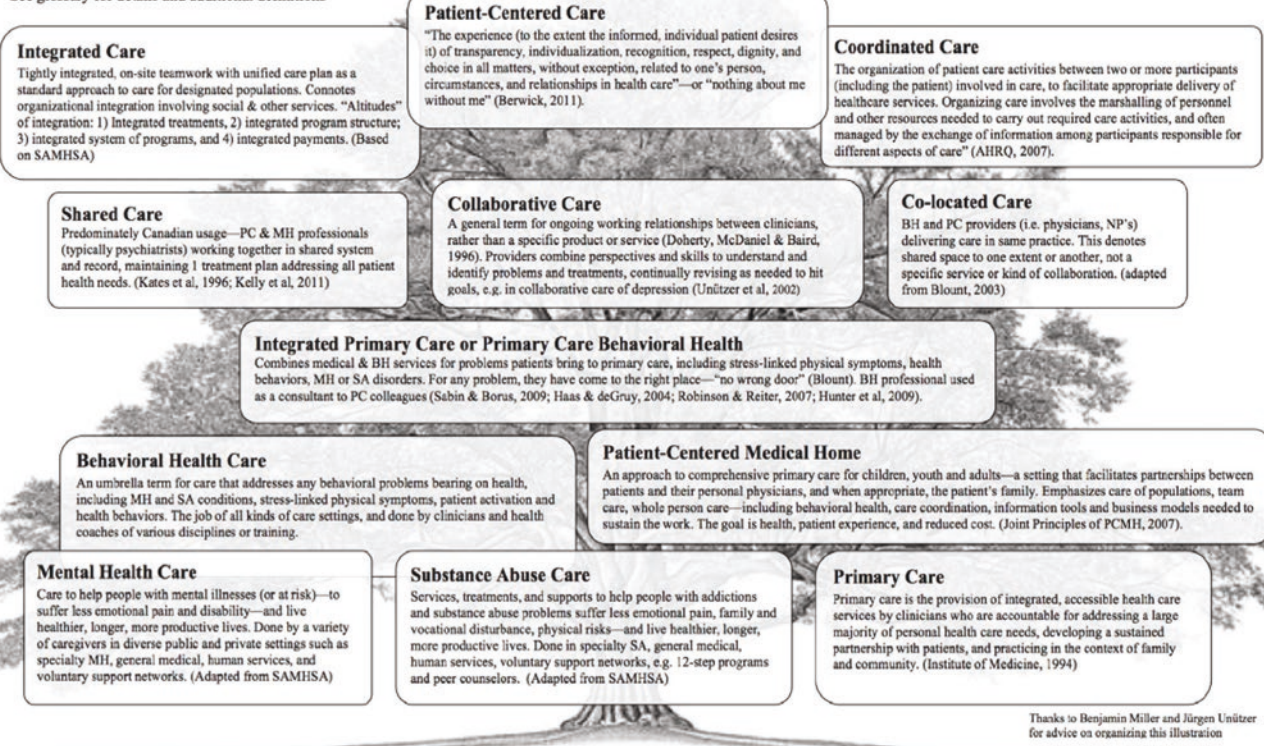 Patient-Centered Care
"The experience (to the extent the informed, individual patient desires
it) of transparency, individualization, recognition, respect, dignity, and
choice in all matters, without exception, related to one's person,
circumstances, and relationships in health care"—or "nothing about me
without me" (Berwick, 2011).
Integrated Care
Tightly integrated, on-site teamwork with unified care plan as a
standard approach to care for designated populations. Connotes
organizational integration involving social & other services. "Altitudes"
of integration: 1) Integrated treatments, 2) integrated program structure;
3) integrated system of programs, and 4) integrated payments. (Based
on SAMHSA)
Coordinated Care
The organization of patient care activities between two or more participants
(including the patient) involved in care, to facilitate appropriate delivery of
healthcare services. Organizing care involves the marshalling of personnel
and other resources needed to carry out required care activities, and often
managed by the exchange of information among participants responsible for
different aspects of care" (AHRQ, 2007).
Shared Care
Predominately Canadian usage—PC & MH professionals
(typically psychiatrists) working together in shared system
and record, maintaining 1 treatment plan addressing all patient
health needs. (Kates et al, 1996; Kelly et al, 2011)
Collaborative Care
A general term for ongoing working relationships between clinicians,
rather than a specific product or service (Doherty, McDaniel & Baird,
1996). Providers combine perspectives and skills to understand and
identify problems and treatments, continually revising as needed to hit
goals, e.g. in collaborative care of depression (Unützer et al, 2002)
Co-located Care
BH and PC providers (i.e. physicians, NP's)
delivering care in same practice. This denotes
shared space to one extent or another, not a
specific service or kind of collaboration. (adapted
from Blount, 2003)
Integrated Primary Care or Primary Care Behavioral Health
Combines medical & BH services for problems patients bring to primary care, including stress-linked physical symptoms, health
behaviors, MH or SA disorders. For any problem, they have come to the right place—"no wrong door" (Blount). BH professional used
as a consultant to PC colleagues (Sabin & Borus, 2009; Haas & deGruy, 2004; Robinson & Reiter, 2007; Hunter et al, 2009).
Behavioral Health Care
An umbrella term for care that addresses any behavioral problems bearing on health,
including MH and SA conditions, stress-linked physical symptoms, patient activation and
health behaviors. The job of all kinds of care settings, and done by clinicians and health
coaches of various disciplines or training.
Patient-Centered Medical Home
An approach to comprehensive primary care for children, youth and adults—a setting that facilitates partnerships between
patients and their personal physicians, and when appropriate, the patient's family. Emphasizes care of populations, team
care, whole person care—including behavioral health, care coordination, information tools and business models needed to
sustain the work. The goal is health, patient experience, and reduced cost. (Joint Principles of PCMH, 2007).
Mental Health Care
Care to help people with mental illnesses (or at risk)—to
suffer less emotional pain and disability—and live
healthier, longer, more productive lives. Done by a variety
of caregivers in diverse public and private settings such as
specialty MH, general medical, human services, and
voluntary support networks. (Adapted from SAMHSA)
Substance Abuse Care
Services, treatments, and supports to help people with addictions
and substance abuse problems suffer less emotional pain, family and
vocational disturbance, physical risks—and live healthier, longer,
more productive lives. Done in specialty SA, general medical,
human services, voluntary support networks, e.g. 12-step programs
and peer counselors. (Adapted from SAMHSA)
Primary Care
Primary care is the provision of integrated, accessible health care
services by clinicians who are accountable for addressing a large
majority of personal health care needs, developing a sustained
partnership with patients, and practicing in the context of family
and community. (Institute of Medicine, 1994)
Thanks to Benjamin Miller and Jürgen Unützer
for advice on organizing this illustration